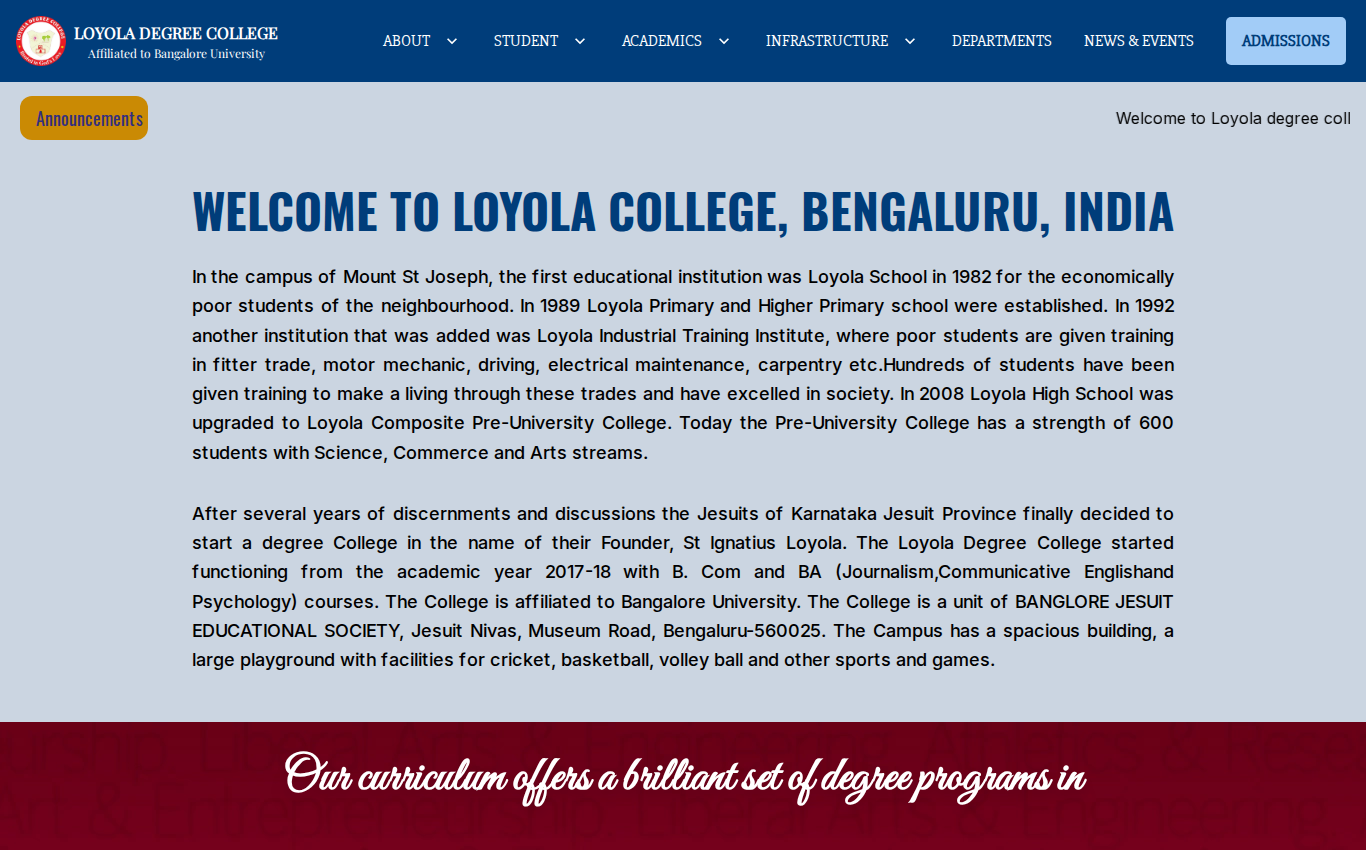 LOYOLA DEGREE COLLEGE
Affiliated to Bangalore University
ABOUT
STUDENT
ACADEMICS
INFRASTRUCTURE
DEPARTMENTS
NEWS & EVENTS
ADMISSIONS
Announcements
Welcome to Loyola degree coll
WELCOME TO LOYOLA COLLEGE, BENGALURU, INDIA
In the campus of Mount St Joseph, the first educational institution was Loyola School in 1982 for the economically
poor students of the neighbourhood. In 1989 Loyola Primary and Higher Primary school were established. In 1992
another institution that was added was Loyola Industrial Training Institute, where poor students are given training
in fitter trade, motor mechanic, driving, electrical maintenance, carpentry etc.Hundreds of students have been
given training to make a living through these trades and have excelled in society. In 2008 Loyola High School was
upgraded to Loyola Composite Pre-University College. Today the Pre-University College has a strength of 600
students with Science, Commerce and Arts streams.
After several years of discernments and discussions the Jesuits of Karnataka Jesuit Province finally decided to
start a degree College in the name of their Founder, St Ignatius Loyola. The Loyola Degree College started
functioning from the academic year 2017-18 with B. Com and BA (Journalism,Communicative Englishand
Psychology) courses. The College is affiliated to Bangalore University. The College is a unit of BANGLORE JESUIT
EDUCATIONAL SOCIETY, Jesuit Nivas, Museum Road, Bengaluru-560025. The Campus has a spacious building, a
large playground with facilities for cricket, basketball, volley ball and other sports and games.
Our curriculum offers a brilliant set of degree programs in